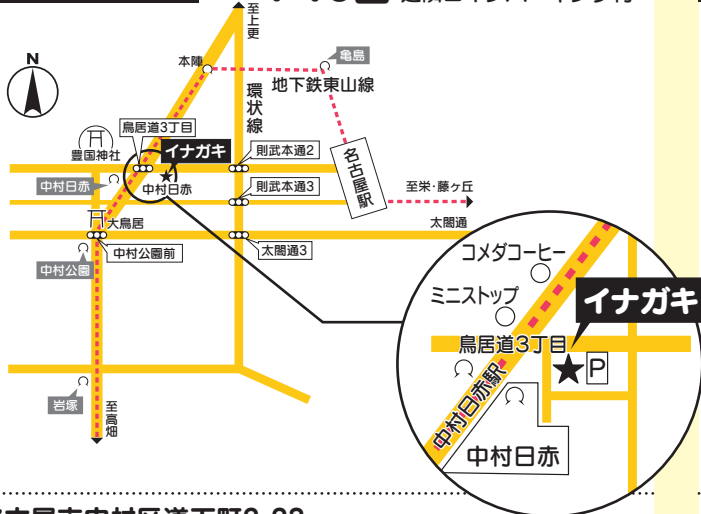 至上更
N
本陣
亀島
地下鉄東山線
環状線
鳥居道3丁目
豊国神社
イナガキ
則武本通2
名古屋駅
中村日赤
中村日赤
則武本通3
至栄・藤ヶ丘
大鳥居
太閤通
中村公園前
太閤通3
中村公園
コメダコーヒー
ミニストップ
イナガキ
鳥居道3丁目
P
中村日赤駅
中村日赤
岩塚
至高畑